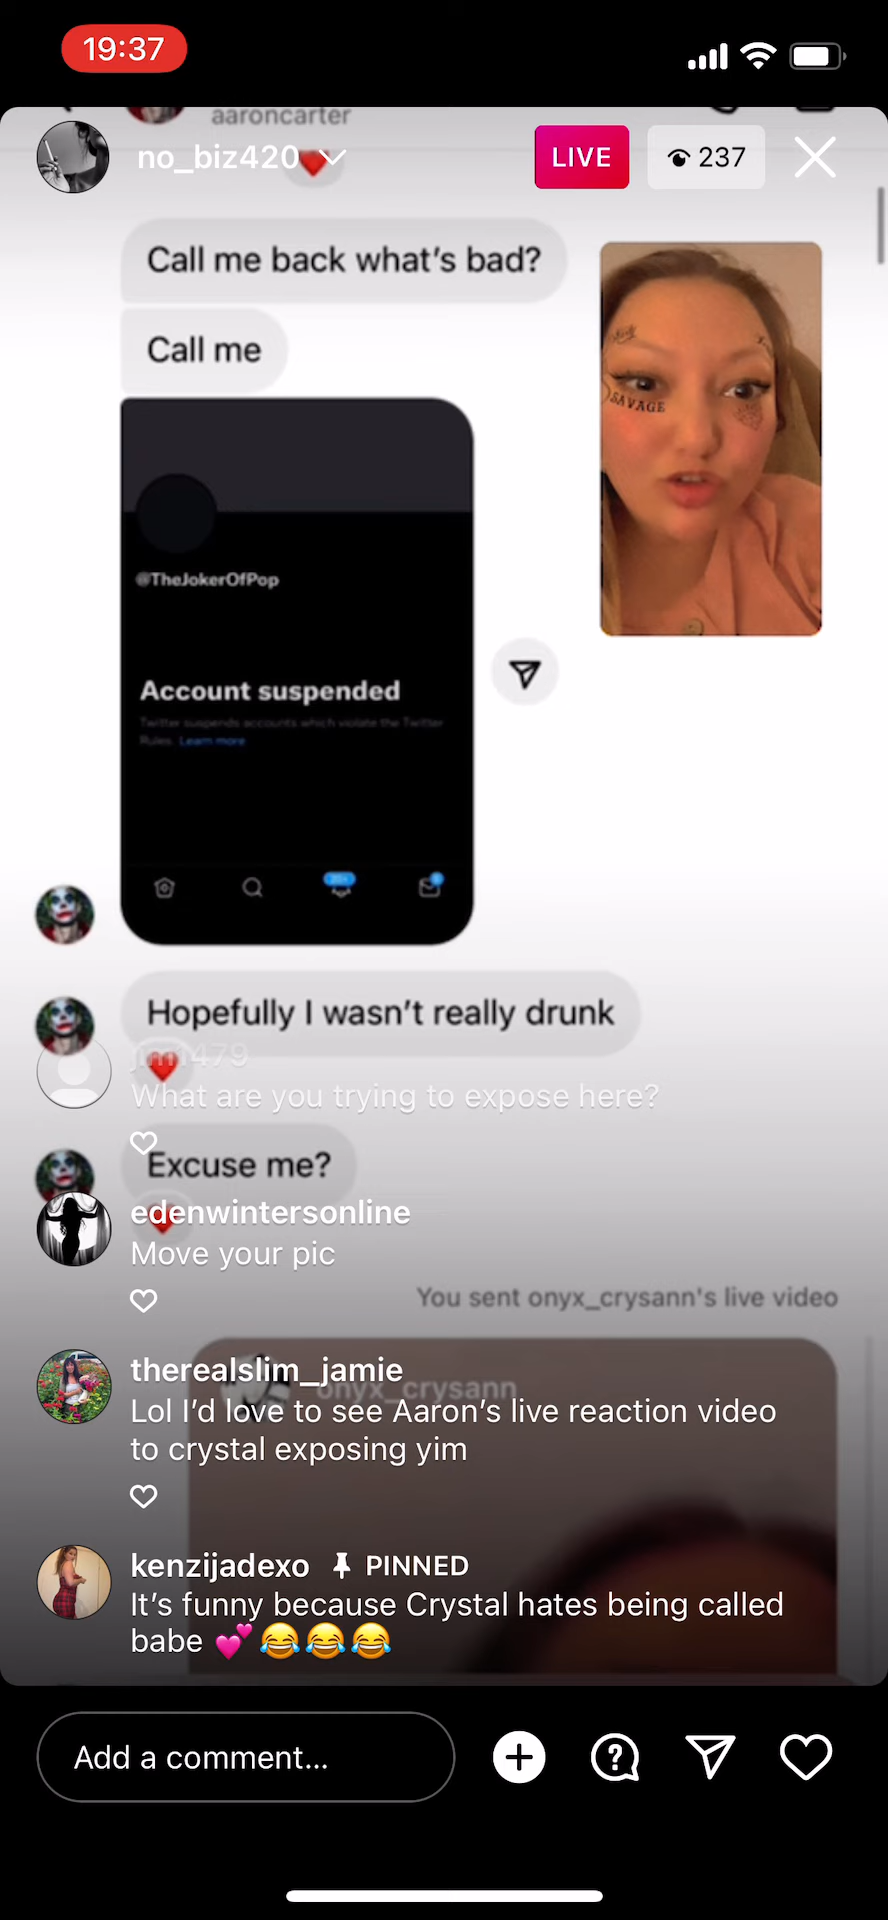 19:37
aaroncarter
no_biz420
LIVE
237
Call me back what's bad?
Call me
SAVAGE
@TheJokerOfPop
Account suspended
Twitter suspends accounts which violate the Twitter
Rules. Learn more
Hopefully I wasn't really drunk
What are you trying to expose here?
Excuse me?
edenwintersonline
Move your pic
You sent onyx_crysann's live video
therealslim_jamie
onyx_crysann
Lol I'd love to see Aaron's live reaction video
to crystal exposing yim
kenzijadexo PINNED
It's funny because Crystal hates being called
babe 💕😂😂😂
Add a comment...